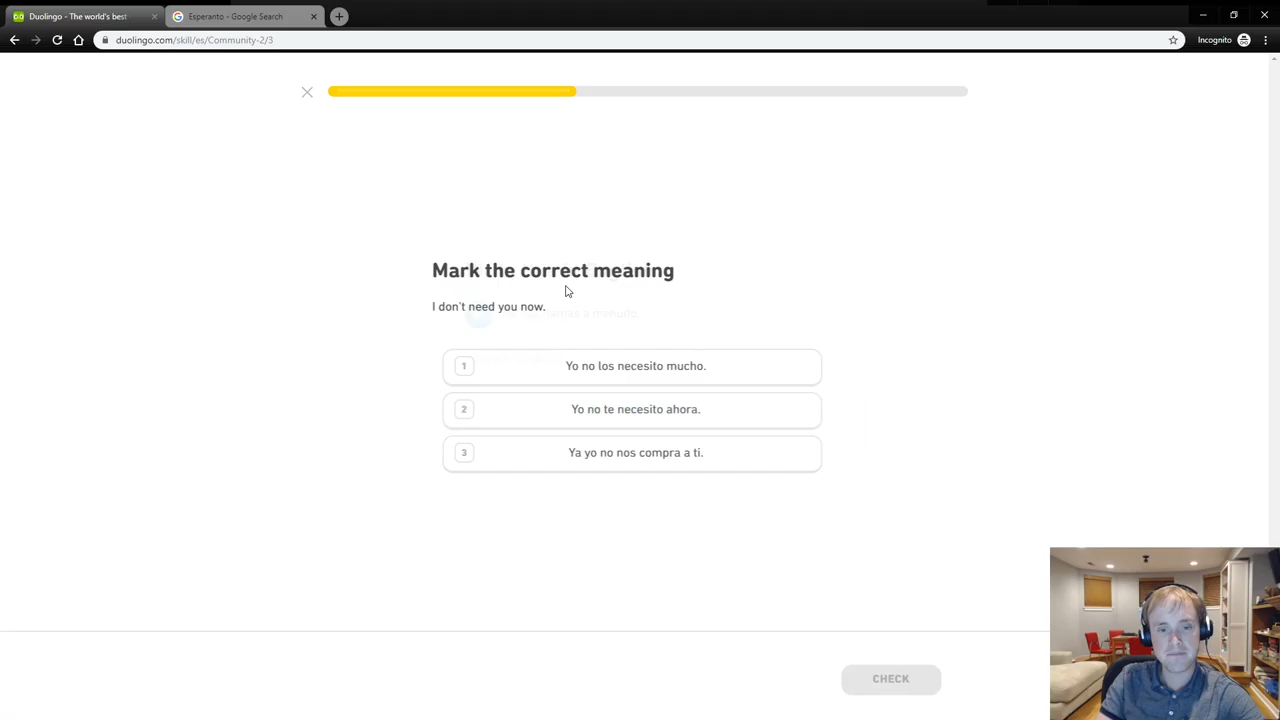 Duolingo - The world's best
Esperanto - Google Search
duolingo.com/skill/es/Community-2/3
Incognito
Mark the correct meaning
I don't need you now.
a menudo.
1 Yo no los necesito mucho.
2 Yo no te necesito ahora.
3 Ya yo no nos compra a ti.
CHECK